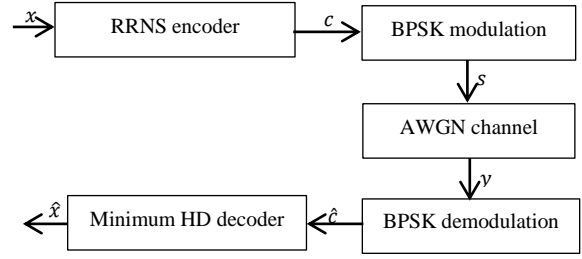 x RRNS encoder c BPSK modulation
s
AWGN channel
y
x̂ Minimum HD decoder ĉ BPSK demodulation